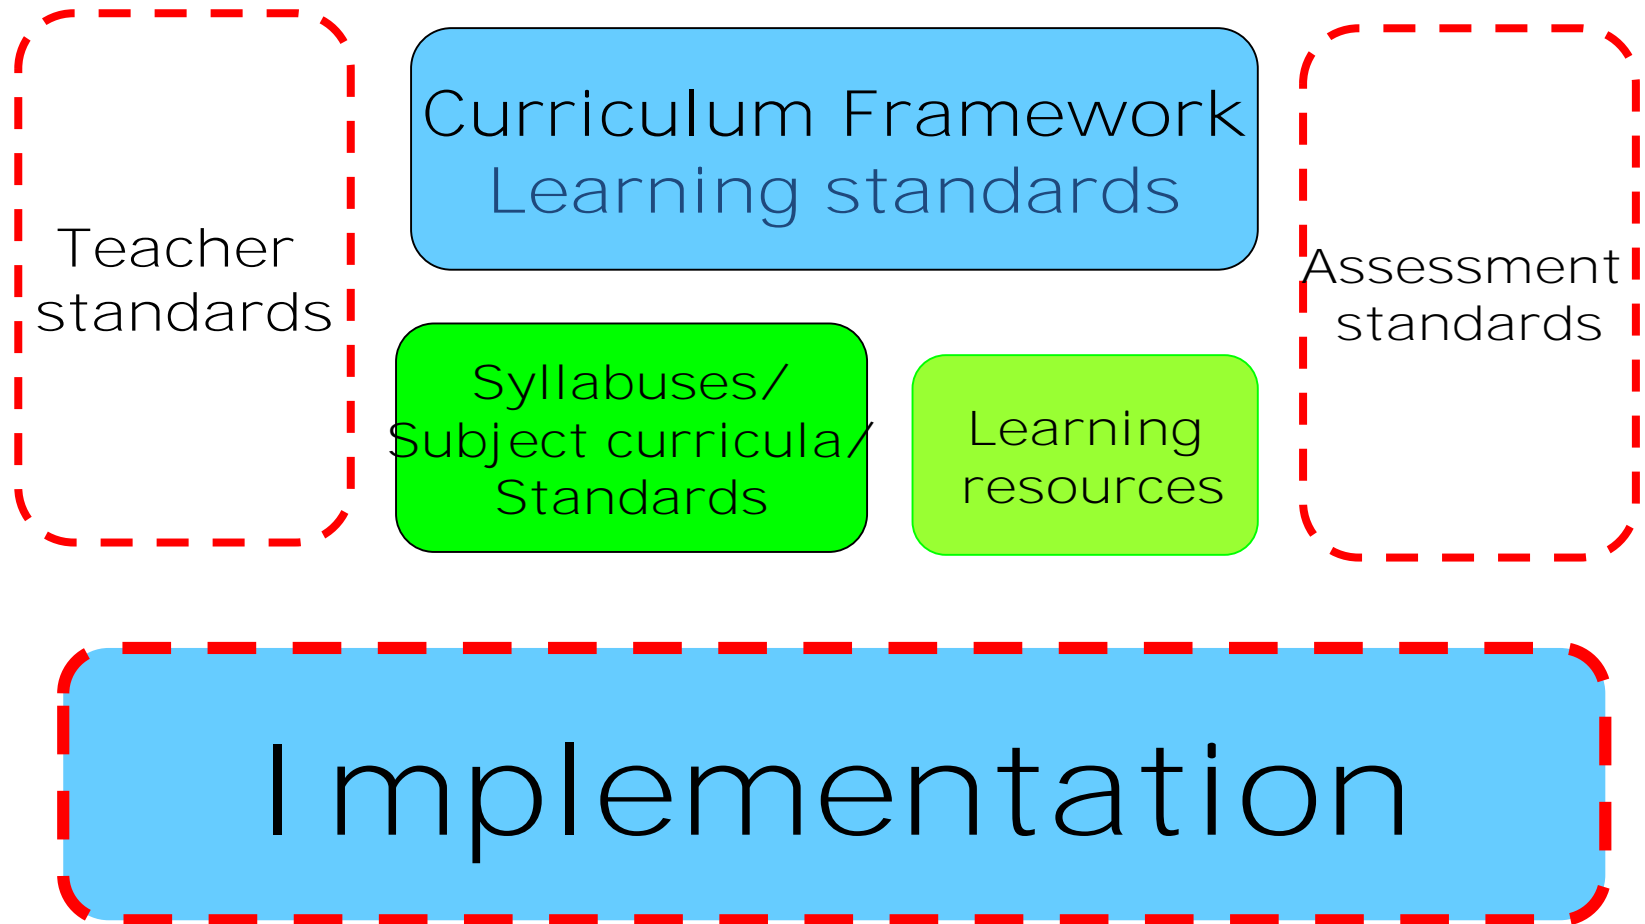 Teacher
standards
Curriculum Framework
Learning standards
Syllabuses/
Subject curricula/
Standards
Learning
resources
Assessment
standards
Implementation